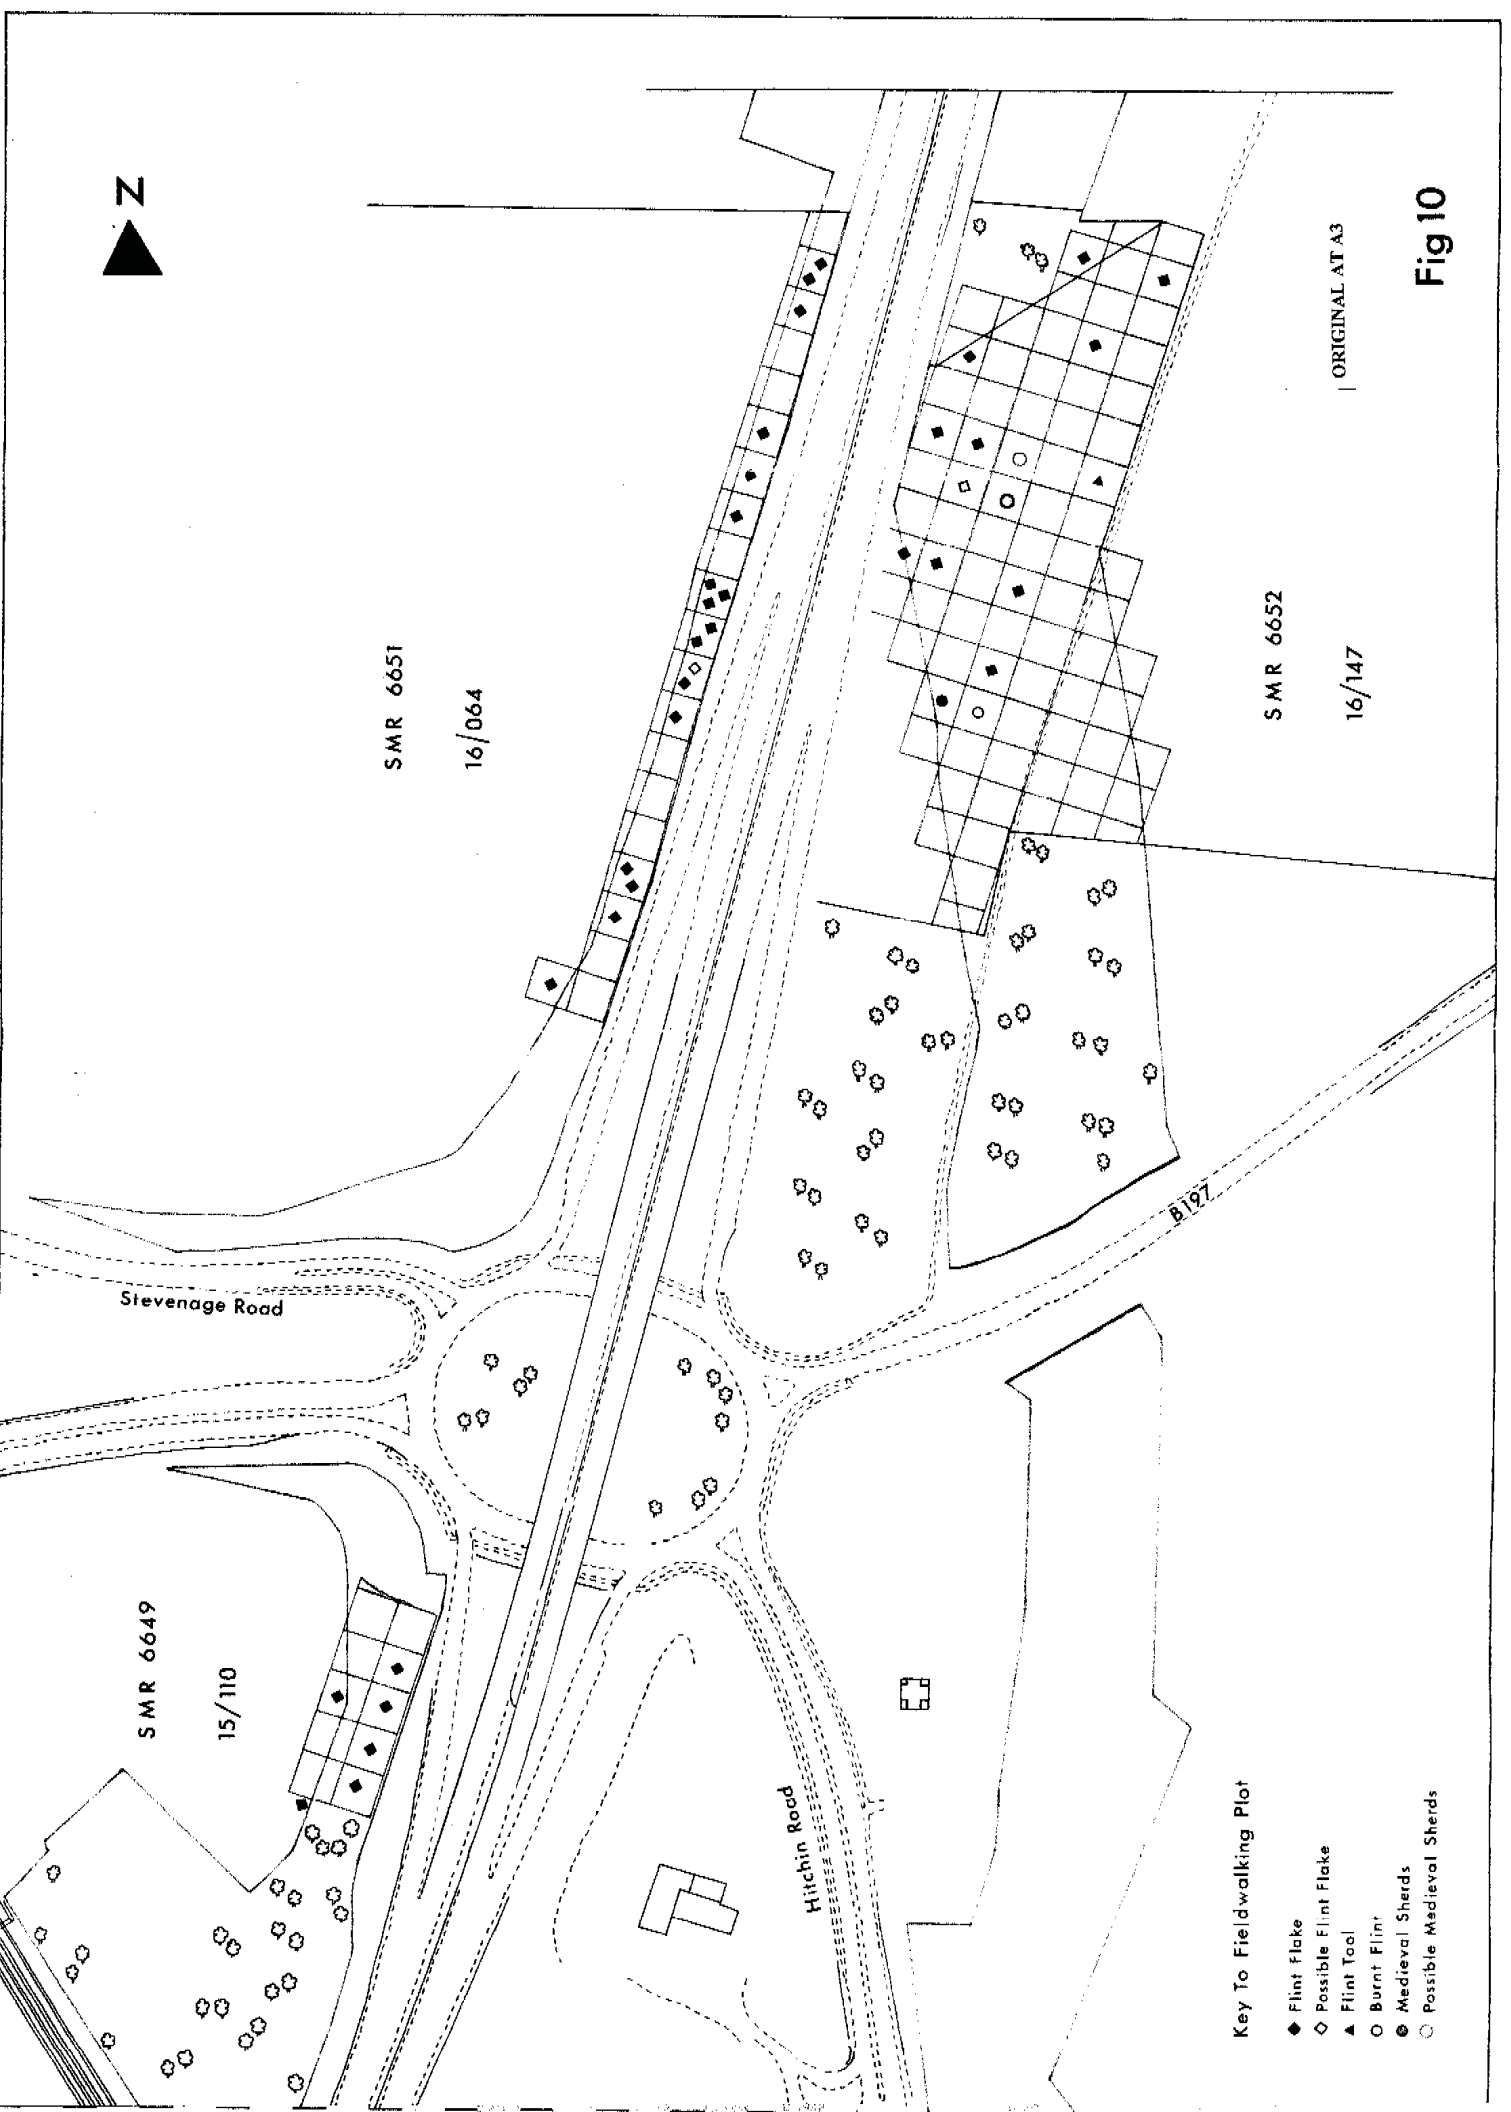 N
SMR 6651
16/064
SMR 6652
16/147
ORIGINAL AT A3
Fig 10
Stevenage Road
B197
SMR 6649
15/110
Hitchin Road
Key To Fieldwalking Plot
Flint Flake
Possible Flint Flake
Flint Tool
Burnt Flint
Medieval Sherds
Possible Medieval Sherds